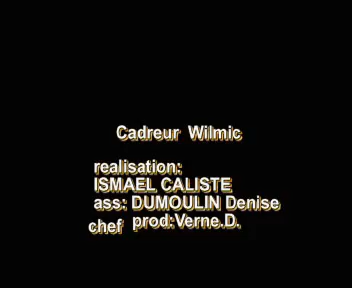 Cadreur Wilmic
realisation:
ISMAEL CALISTE
ass: DUMOULIN Denise
chef prod:Verne.D.